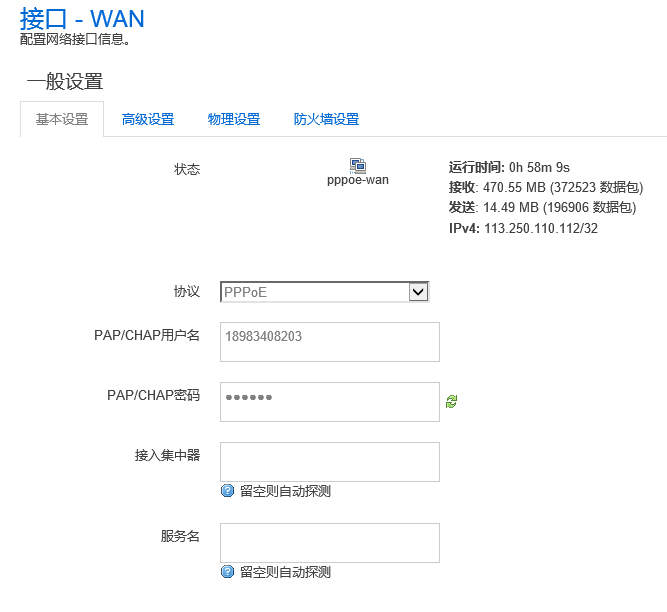 接口 - WAN
配置网络接口信息。
一般设置
基本设置 高级设置 物理设置 防火墙设置
状态
pppoe-wan
运行时间: 0h 58m 9s
接收: 470.55 MB (372523 数据包)
发送: 14.49 MB (196906 数据包)
IPv4: 113.250.110.112/32
协议 PPPoE
PAP/CHAP用户名 18983408203
PAP/CHAP密码 ●●●●●●
接入集中器
留空则自动探测
服务名
留空则自动探测